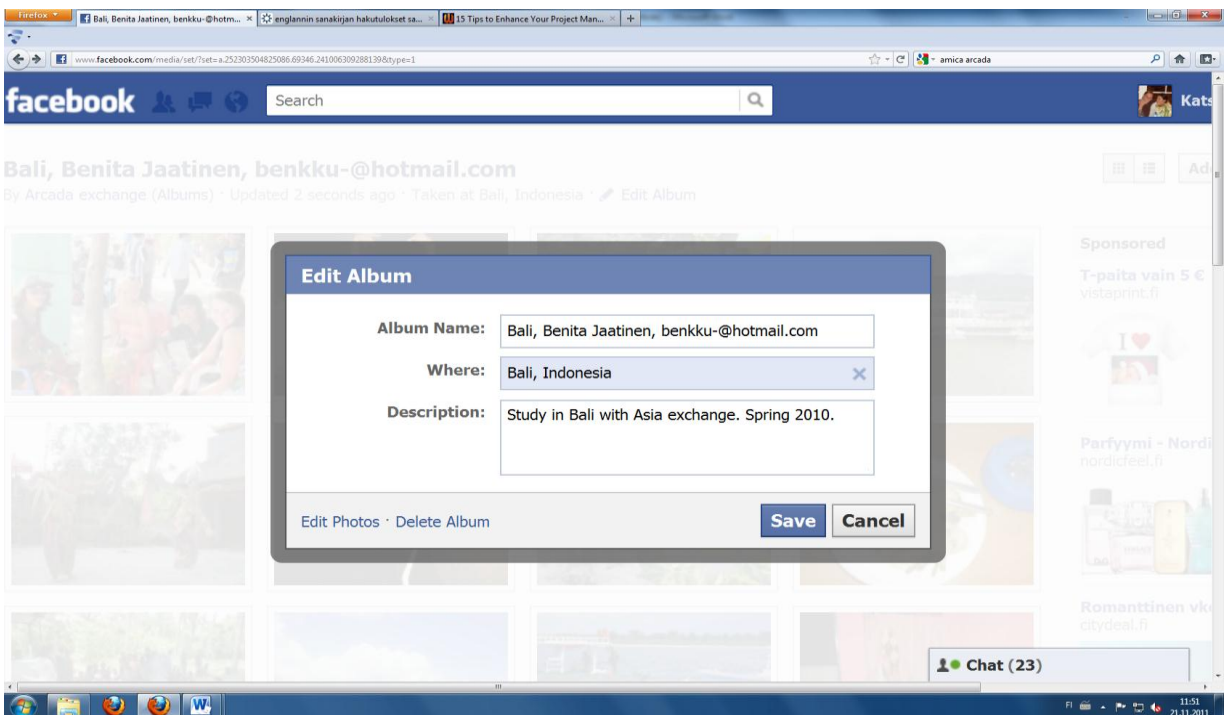 Firefox
Bali, Benita Jaatinen, benkku-@hotm...
englannin sanakirjan hakutulokset sa...
15 Tips to Enhance Your Project Man...
www.facebook.com/media/set/?set=a.252303504825086.69346.241006309288139&type=1
amica arcada
facebook
Search
Kats
Bali, Benita Jaatinen, benkku-@hotmail.com
Ad
By Arcada exchange (Albums) · Updated 2 seconds ago · Taken at Bali, Indonesia · Edit Album
Sponsored
T-paita vain 5 €
vistaprint.fi
I
Edit Album
Album Name: Bali, Benita Jaatinen, benkku-@hotmail.com
Where: Bali, Indonesia
Description: Study in Bali with Asia exchange. Spring 2010.
Parfyymi - Nordi
nordicfeel.fi
Edit Photos · Delete Album
Save Cancel
Romanttinen vk
citydeal.fi
Chat (23)
FI
11:51
21.11.2011